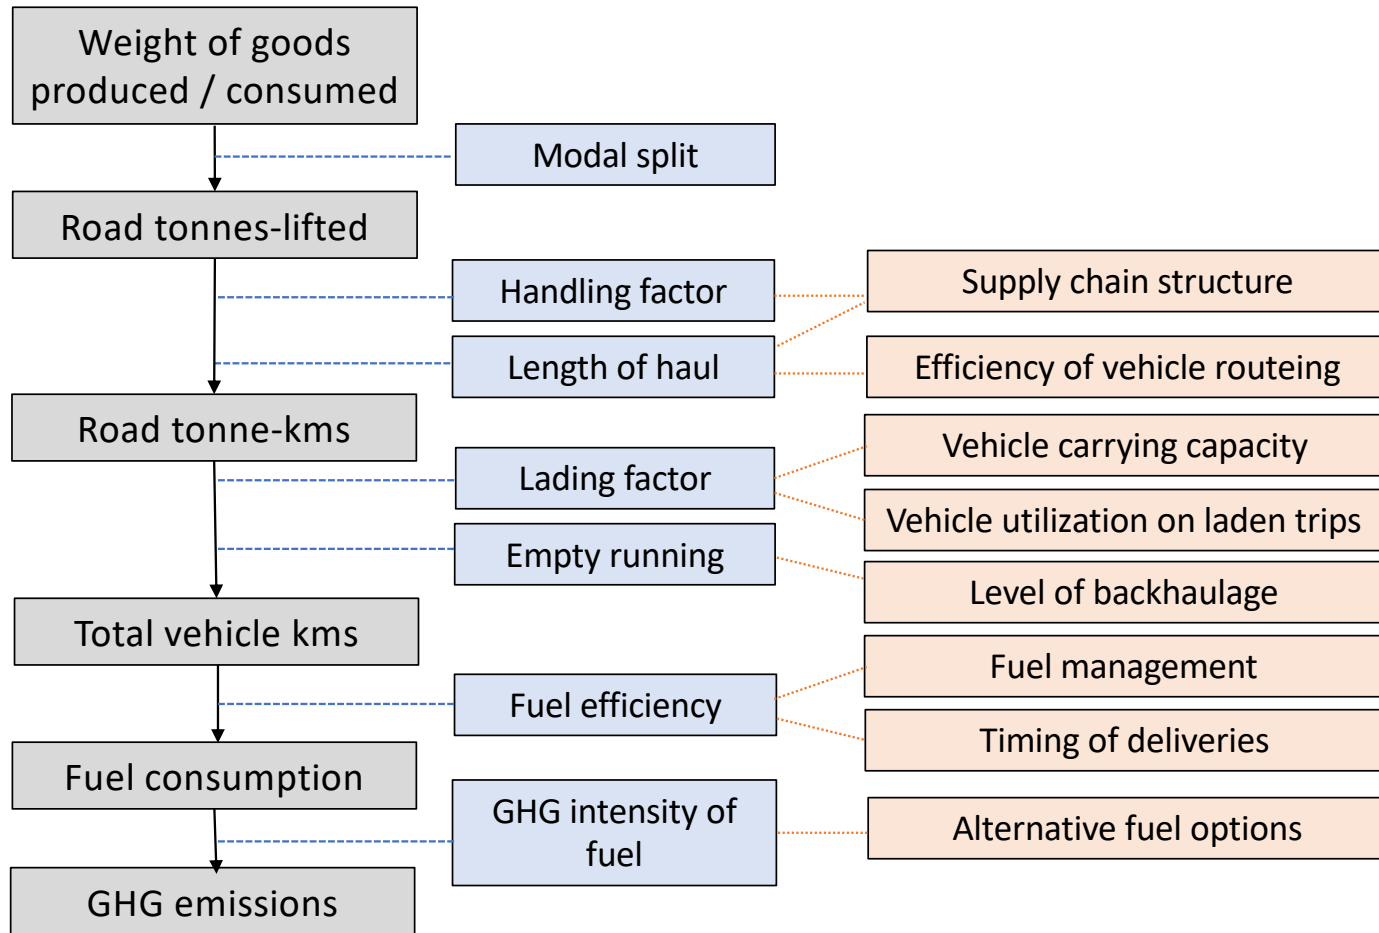 Weight of goods
produced / consumed
Modal split
Road tonnes-lifted
Handling factor
Supply chain structure
Length of haul
Efficiency of vehicle routeing
Road tonne-kms
Vehicle carrying capacity
Lading factor
Vehicle utilization on laden trips
Empty running
Level of backhaulage
Total vehicle kms
Fuel management
Fuel efficiency
Timing of deliveries
Fuel consumption
GHG intensity of
fuel
Alternative fuel options
GHG emissions